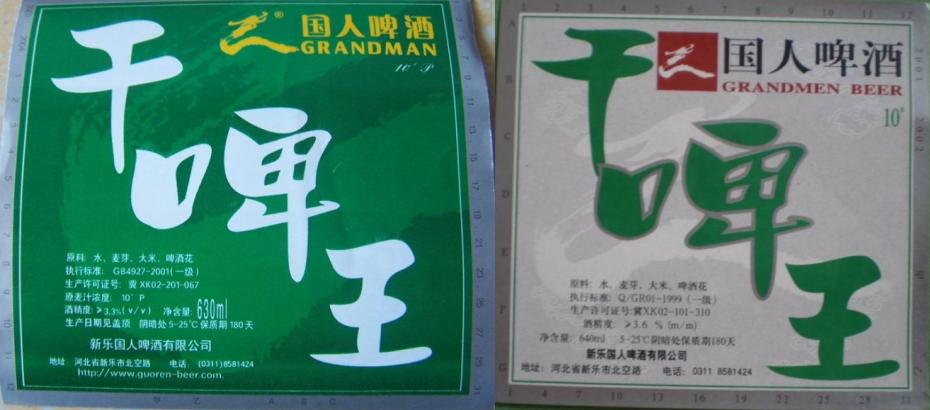 国人啤酒
GRANDMAN
10°P
干啤王
原料: 水、麦芽、大米、啤酒花
执行标准: GB4927-2001(一级)
生产许可证号: 冀 XK02-201-067
原麦汁浓度: 10°P
酒精度: ≥3.3%(v/v) 净含量: 630ml
生产日期见盖顶 阴暗处 5-25℃ 保质期 180 天
新乐国人啤酒有限公司
地址: 河北省新乐市北空路 电话: (0311)8581424
http://www.guoren-beer.com.
国人啤酒
GRANDMEN BEER
10°
干啤王
原料: 水、麦芽、大米、啤酒花
执行标准: Q/GR01-1999 (一级)
生产许可证号:冀XK02-101-310
酒精度: ≥3.6 % (m/m)
净含量: 640ml 5-25℃阴暗处保质期180天
新乐国人啤酒有限公司
地址: 河北省新乐市北空路 电话: 0311 8581424